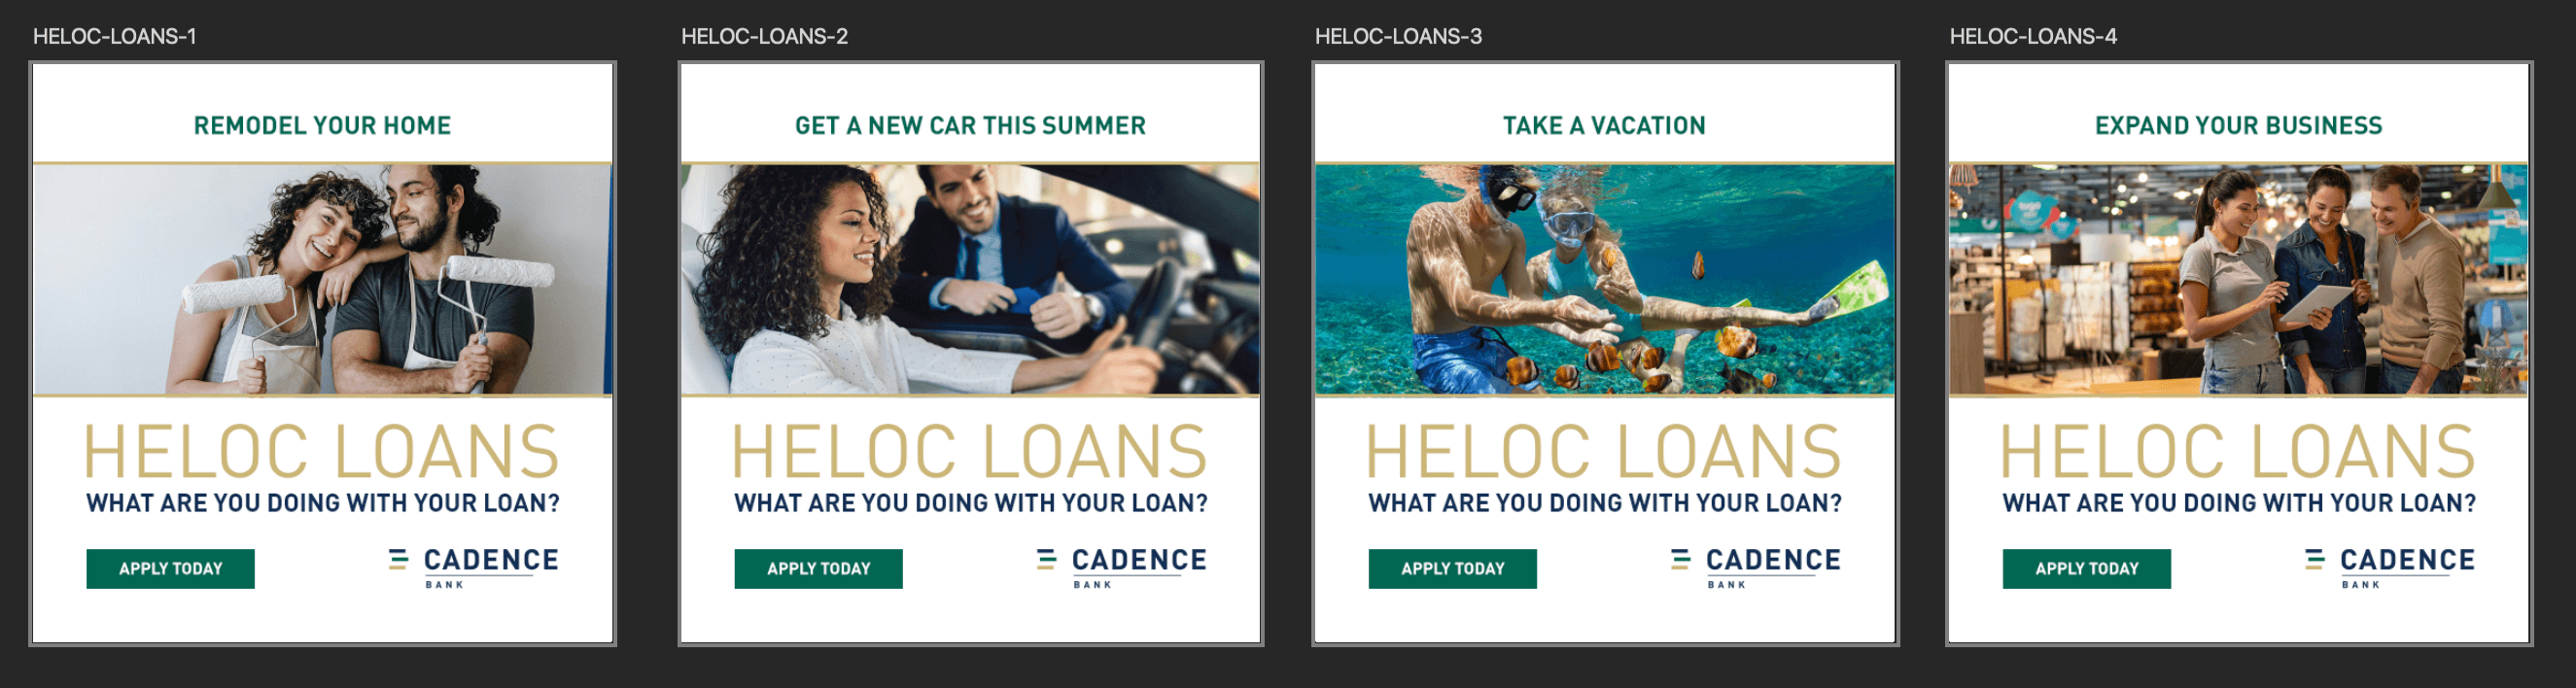 HELOC-LOANS-1
REMODEL YOUR HOME
HELOC LOANS
WHAT ARE YOU DOING WITH YOUR LOAN?
APPLY TODAY
CADENCE
BANK
HELOC-LOANS-2
GET A NEW CAR THIS SUMMER
HELOC LOANS
WHAT ARE YOU DOING WITH YOUR LOAN?
APPLY TODAY
CADENCE
BANK
HELOC-LOANS-3
TAKE A VACATION
HELOC LOANS
WHAT ARE YOU DOING WITH YOUR LOAN?
APPLY TODAY
CADENCE
BANK
HELOC-LOANS-4
EXPAND YOUR BUSINESS
HELOC LOANS
WHAT ARE YOU DOING WITH YOUR LOAN?
APPLY TODAY
CADENCE
BANK